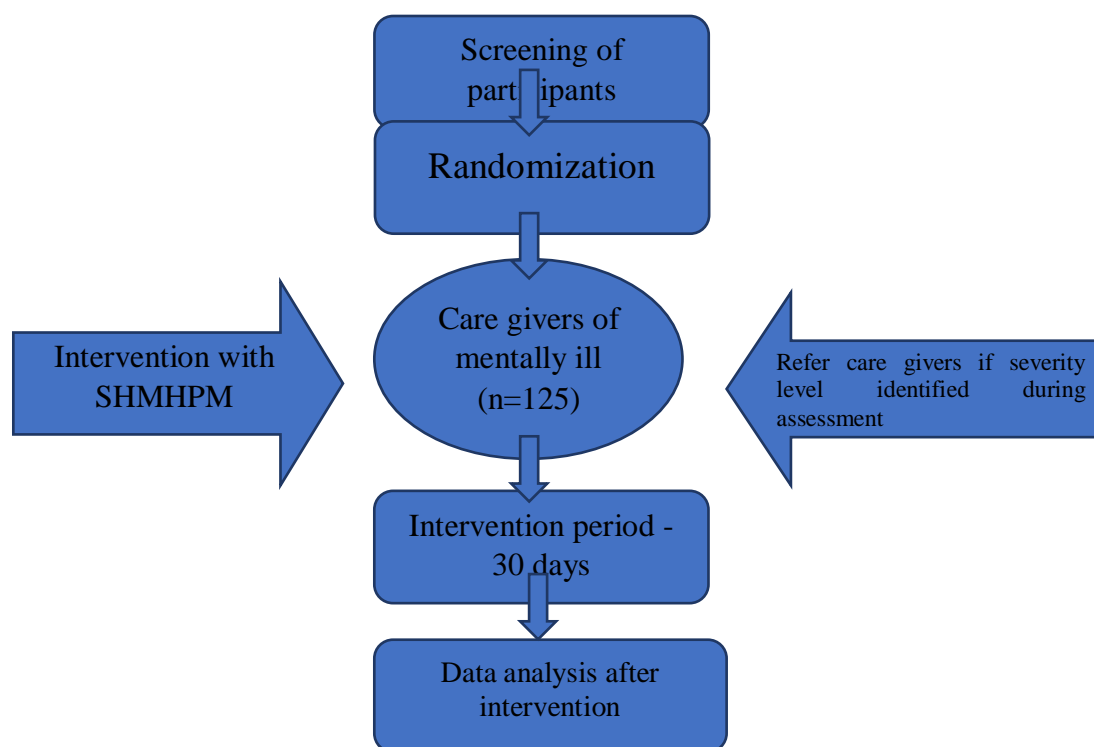 Screening of
participants
Randomization
Care givers of
mentally ill
(n=125)
Intervention with
SHMHPM
Refer care givers if severity
level identified during
assessment
Intervention period -
30 days
Data analysis after
intervention